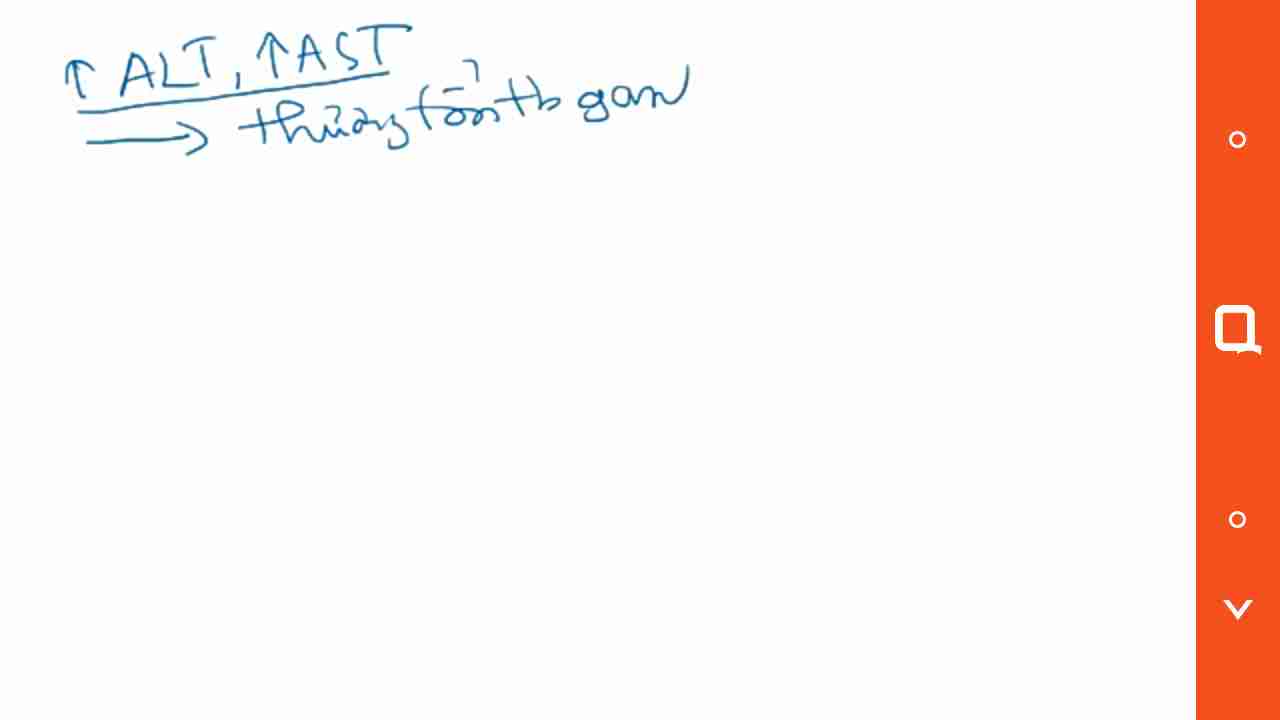 ↑ ALT, ↑AST
→ thương tổn tb gan